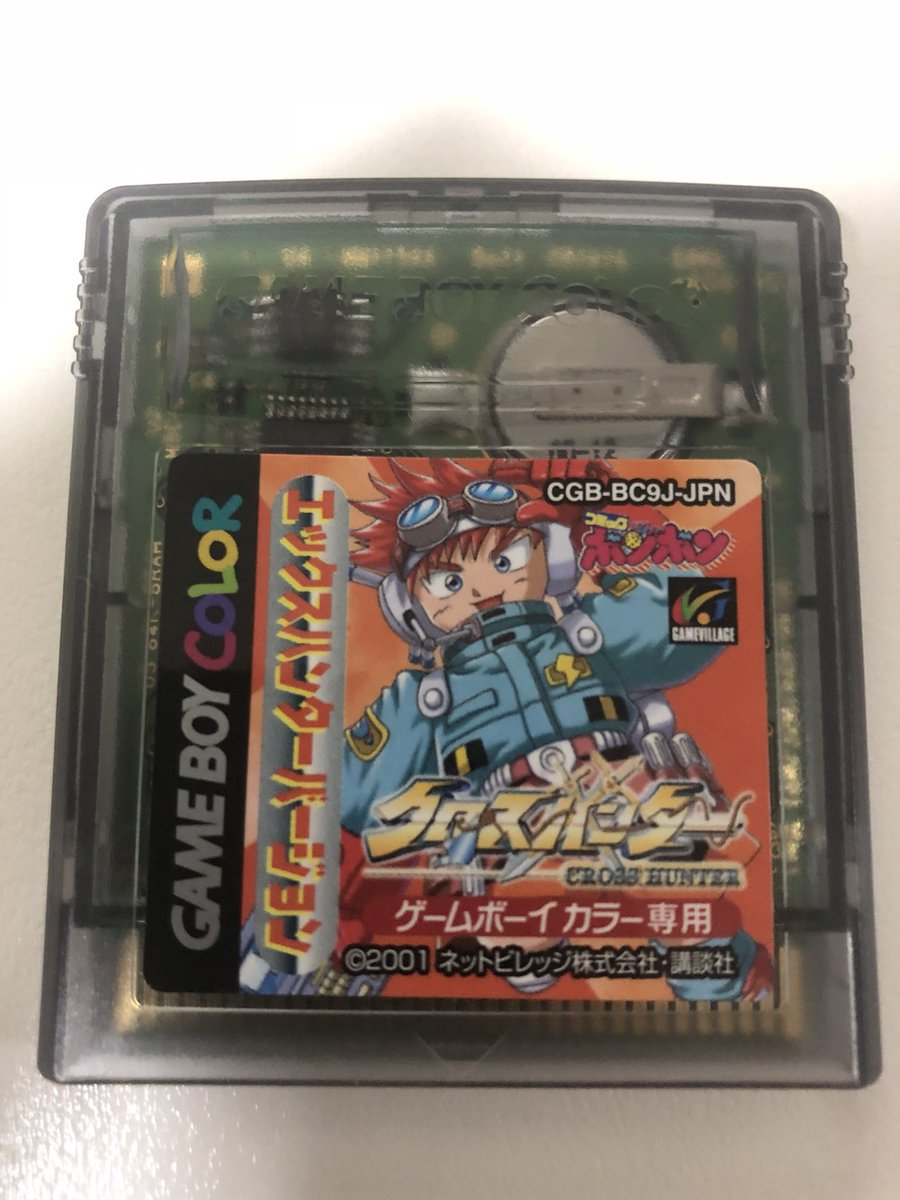 GAME BOY COLOR
エックスハンターバージョン
CGB-BC9J-JPN
コミック
ボンボン
GAMEVILLAGE
クロスハンター
CROSS HUNTER
ゲームボーイ カラー専用
©2001 ネットビレッジ株式会社・講談社